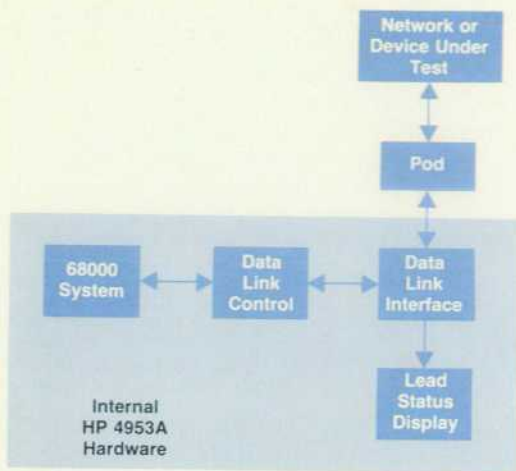 Network or
Device Under
Test
Pod
68000
System
Data
Link
Control
Data
Link
Interface
Lead
Status
Display
Internal
HP 4953A
Hardware